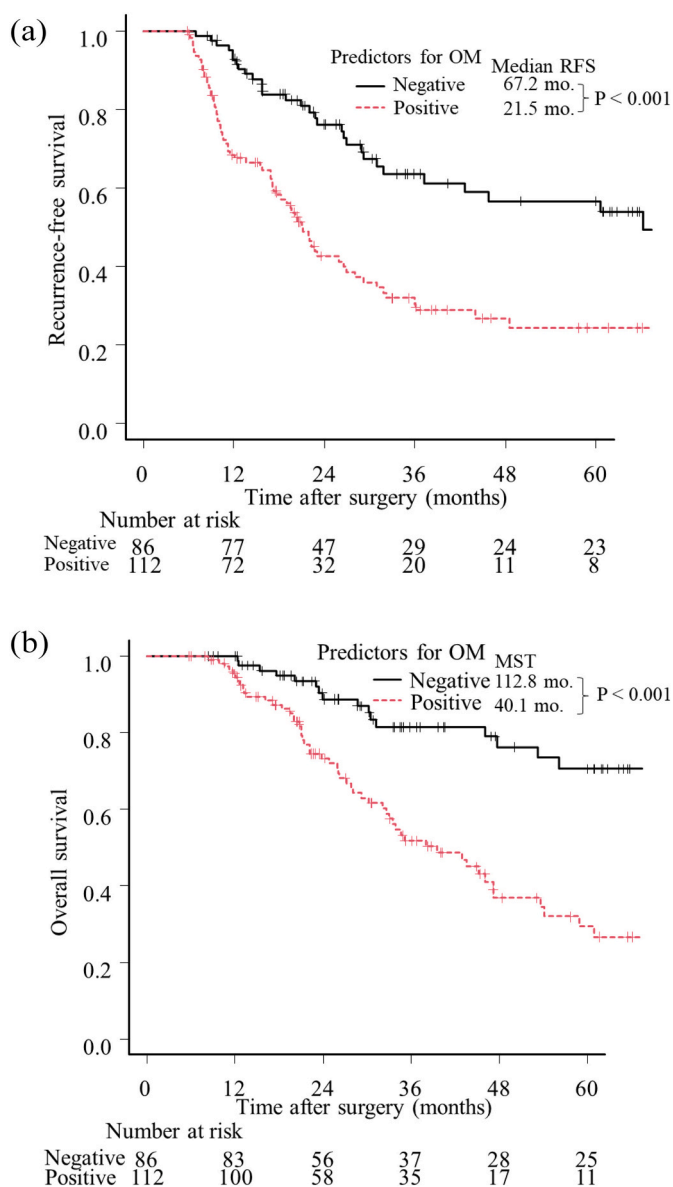 (a)
1.0
0.8
0.6
0.4
0.2
0.0
Recurrence-free survival
Predictors for OM Median RFS
Negative 67.2 mo.
Positive 21.5 mo.
P < 0.001
0 12 24 36 48 60
Time after surgery (months)
Number at risk
Negative 86 77 47 29 24 23
Positive 112 72 32 20 11 8
(b)
1.0
0.8
0.6
0.4
0.2
0.0
Overall survival
Predictors for OM MST
Negative 112.8 mo.
Positive 40.1 mo.
P < 0.001
0 12 24 36 48 60
Time after surgery (months)
Number at risk
Negative 86 83 56 37 28 25
Positive 112 100 58 35 17 11